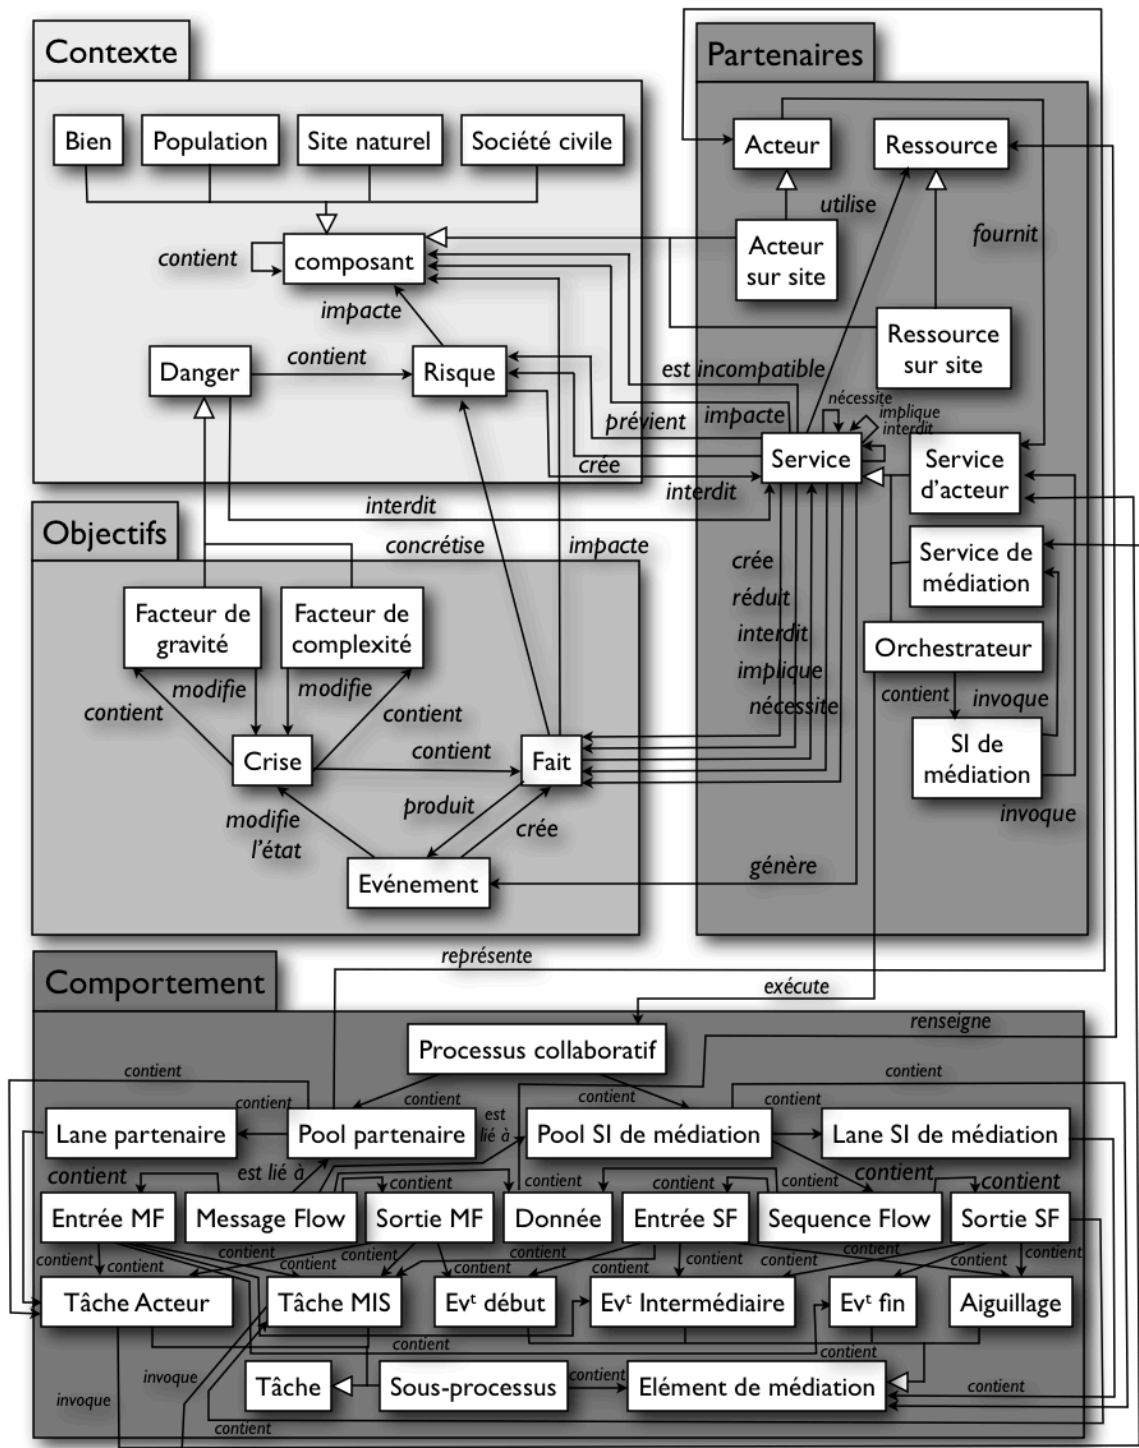 Contexte
Partenaires
Bien
Population
Site naturel
Société civile
Acteur
Ressource
utilise
fournit
contient
composant
Acteur
sur site
impacte
Ressource
sur site
Danger
contient
Risque
est incompatible
nécessite
prévient
impacte
implique
interdit
crée
Service
Service
d'acteur
interdit
interdit
Objectifs
concrétise
impacte
crée
Service de
médiation
réduit
Facteur de
gravité
Facteur de
complexité
interdit
Orchestrateur
implique
modifie
modifie
contient
invoque
contient
contient
nécessite
SI de
médiation
Crise
contient
Fait
produit
invoque
modifie
l'état
crée
génère
Evénement
représente
Comportement
exécute
renseigne
Processus collaboratif
contient
contient
contient
contient
contient
contient
contient
est
lié à
Lane partenaire
Pool partenaire
Pool SI de médiation
Lane SI de médiation
contient
est lié à
contient
contient
contient
contient
contient
contient
Entrée MF
Message Flow
Sortie MF
Donnée
Entrée SF
Sequence Flow
Sortie SF
contient
contient
contient
contient
contient
contient
contient
contient
contient
contient
contient
Tâche Acteur
Tâche MIS
Evᵗ début
Evᵗ Intermédiaire
Evᵗ fin
Aiguillage
contient
contient
invoque
invoque
Tâche
Sous-processus
contient
Elément de médiation
contient
contient